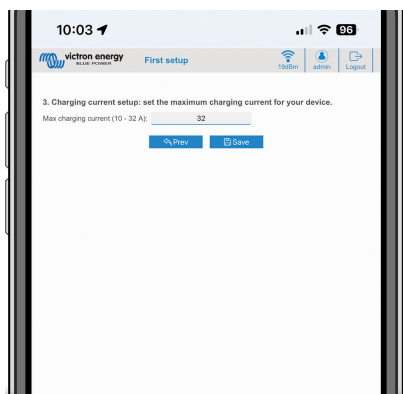 10:03
96
victron energy
BLUE POWER
First setup
19dBm
admin
Logout
3. Charging current setup: set the maximum charging current for your device.
Max charging current (10 - 32 A):
32
Prev
Save